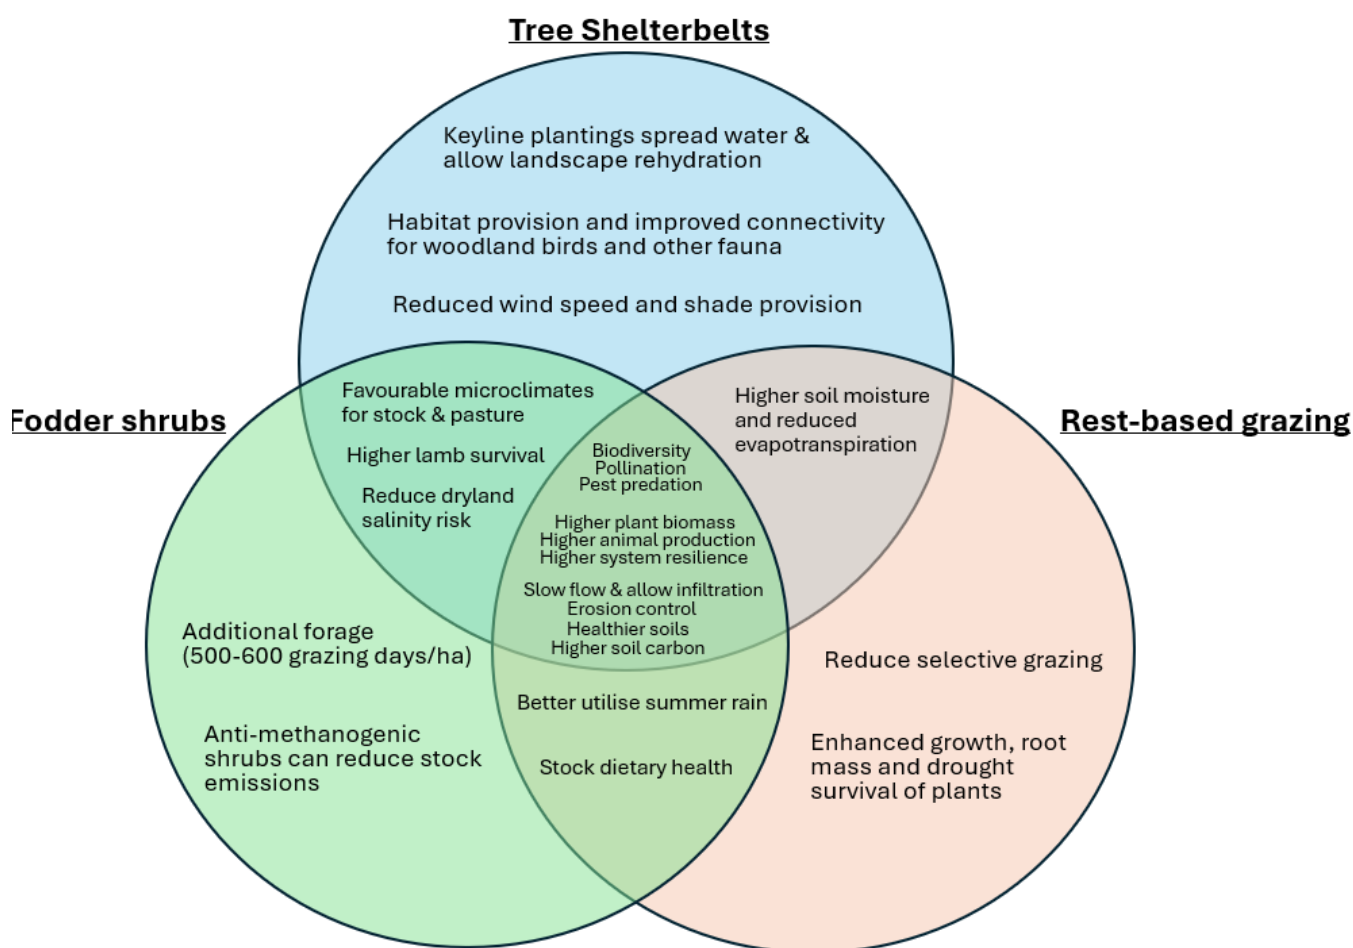 Tree Shelterbelts
Keyline plantings spread water &
allow landscape rehydration
Habitat provision and improved connectivity
for woodland birds and other fauna
Reduced wind speed and shade provision
Fodder shrubs
Favourable microclimates
for stock & pasture
Higher lamb survival
Reduce dryland
salinity risk
Higher soil moisture
and reduced
evapotranspiration
Rest-based grazing
Biodiversity
Pollination
Pest predation
Higher plant biomass
Higher animal production
Higher system resilience
Slow flow & allow infiltration
Erosion control
Healthier soils
Higher soil carbon
Additional forage
(500-600 grazing days/ha)
Anti-methanogenic
shrubs can reduce stock
emissions
Better utilise summer rain
Stock dietary health
Reduce selective grazing
Enhanced growth, root
mass and drought
survival of plants